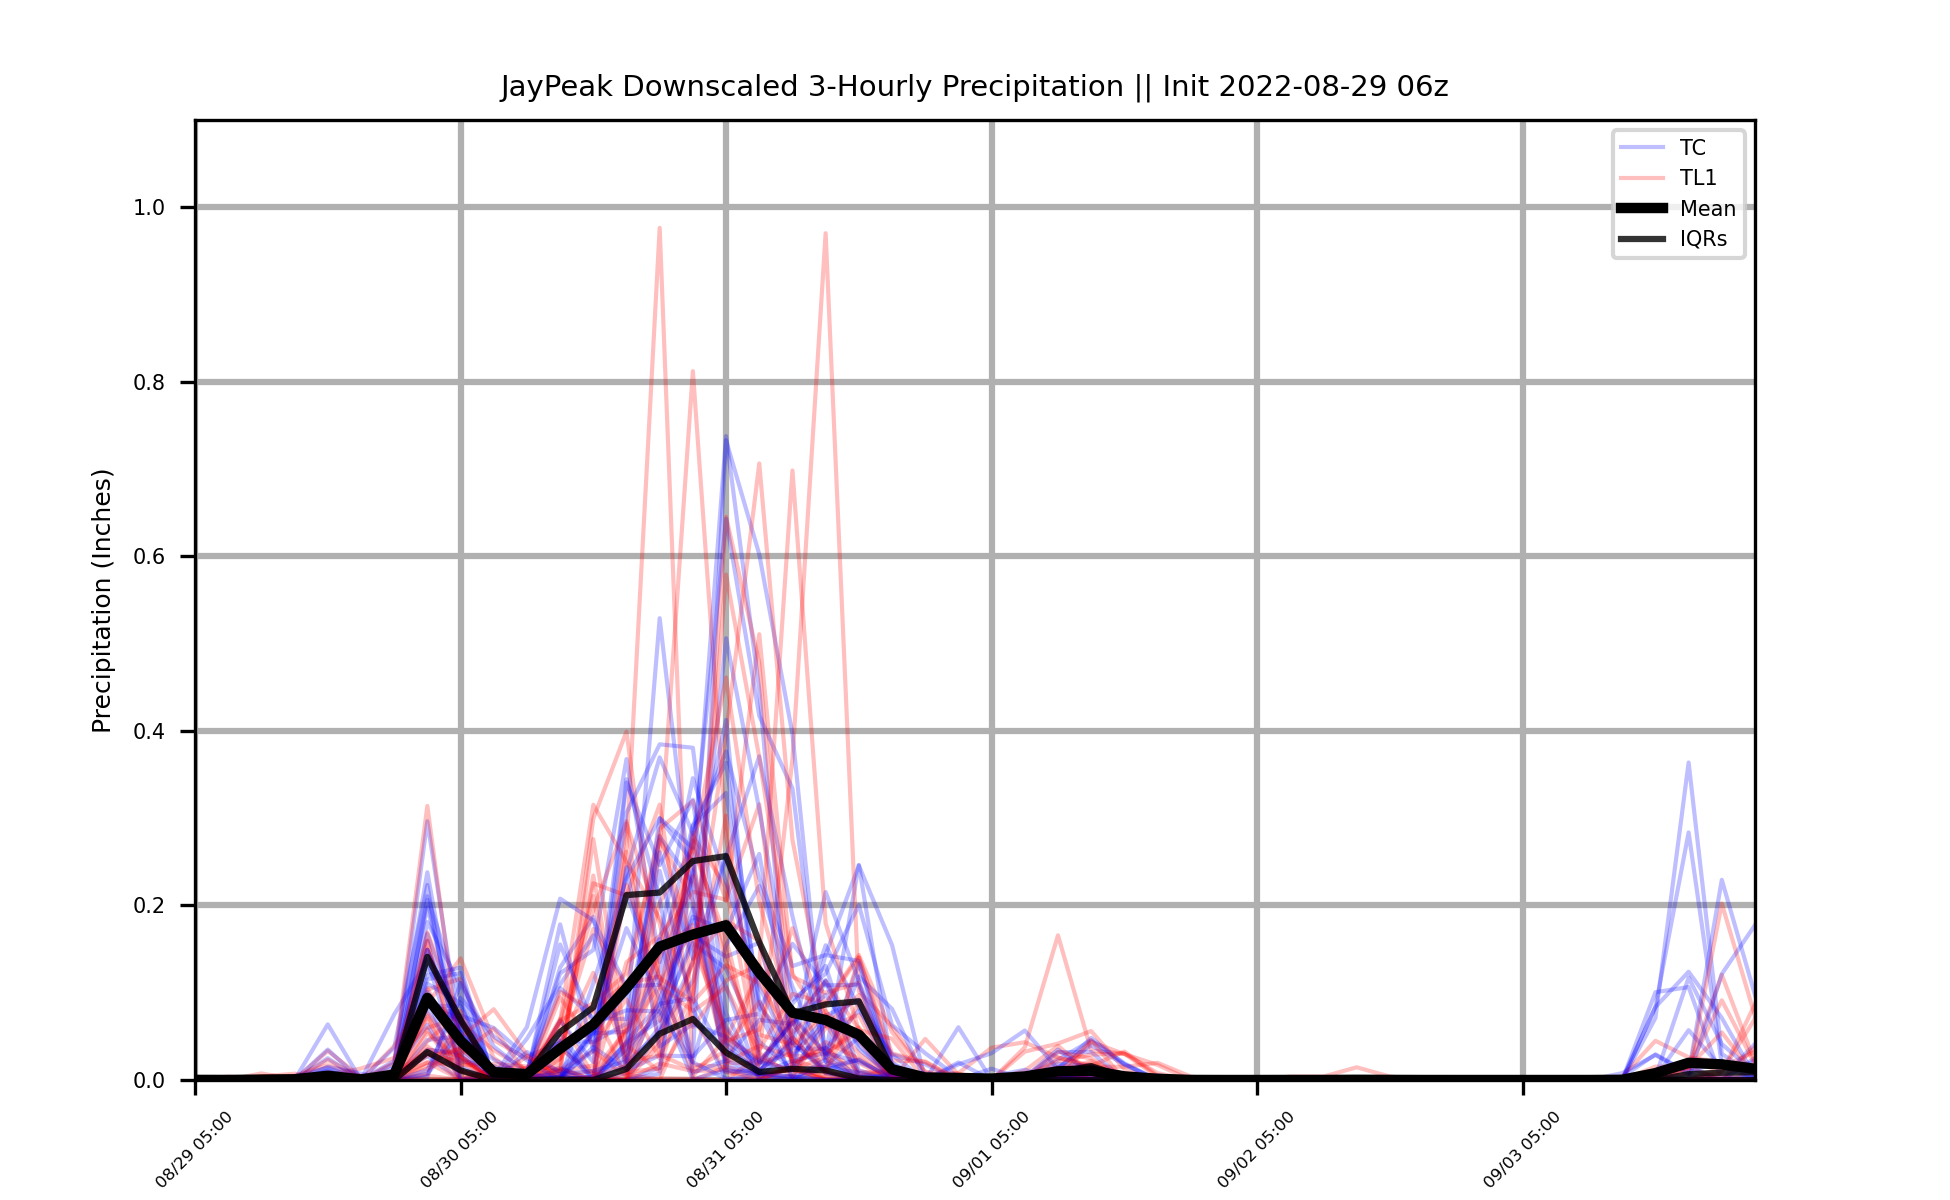 JayPeak Downscaled 3-Hourly Precipitation || Init 2022-08-29 06z
TC
TL1
Mean
IQRs
Precipitation (Inches)
1.0
0.8
0.6
0.4
0.2
0.0
08/29 05:00
08/30 05:00
08/31 05:00
09/01 05:00
09/02 05:00
09/03 05:00